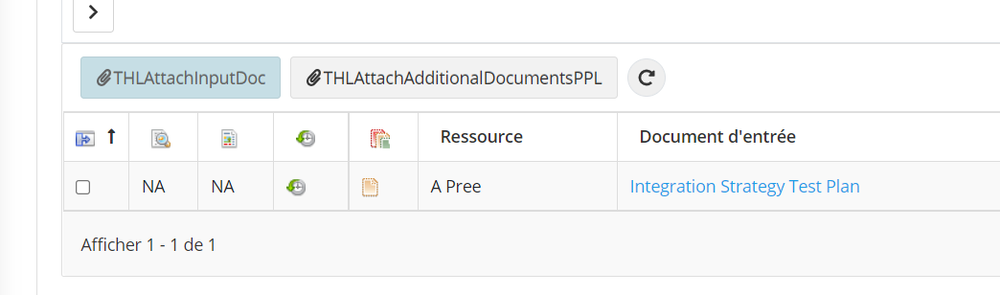 THLAttachInputDoc THLAttachAdditionalDocumentsPPL
Ressource Document d'entrée
NA NA A Pree Integration Strategy Test Plan
Afficher 1 - 1 de 1